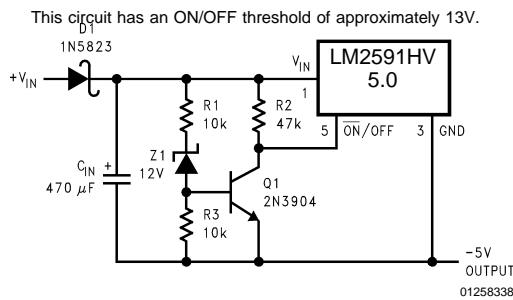 This circuit has an ON/OFF threshold of approximately 13V.
D1
1N5823
+VIN
VIN
1
LM2591HV
5.0
5
ON/OFF
3
GND
R1
10k
R2
47k
Z1
12V
CIN
+
470 μF
Q1
2N3904
R3
10k
–5V
OUTPUT
01258338